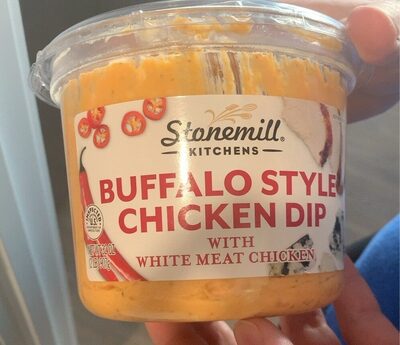 Stonemill®
KITCHENS
BUFFALO STYLE
CHICKEN DIP
WITH
WHITE MEAT CHICKEN